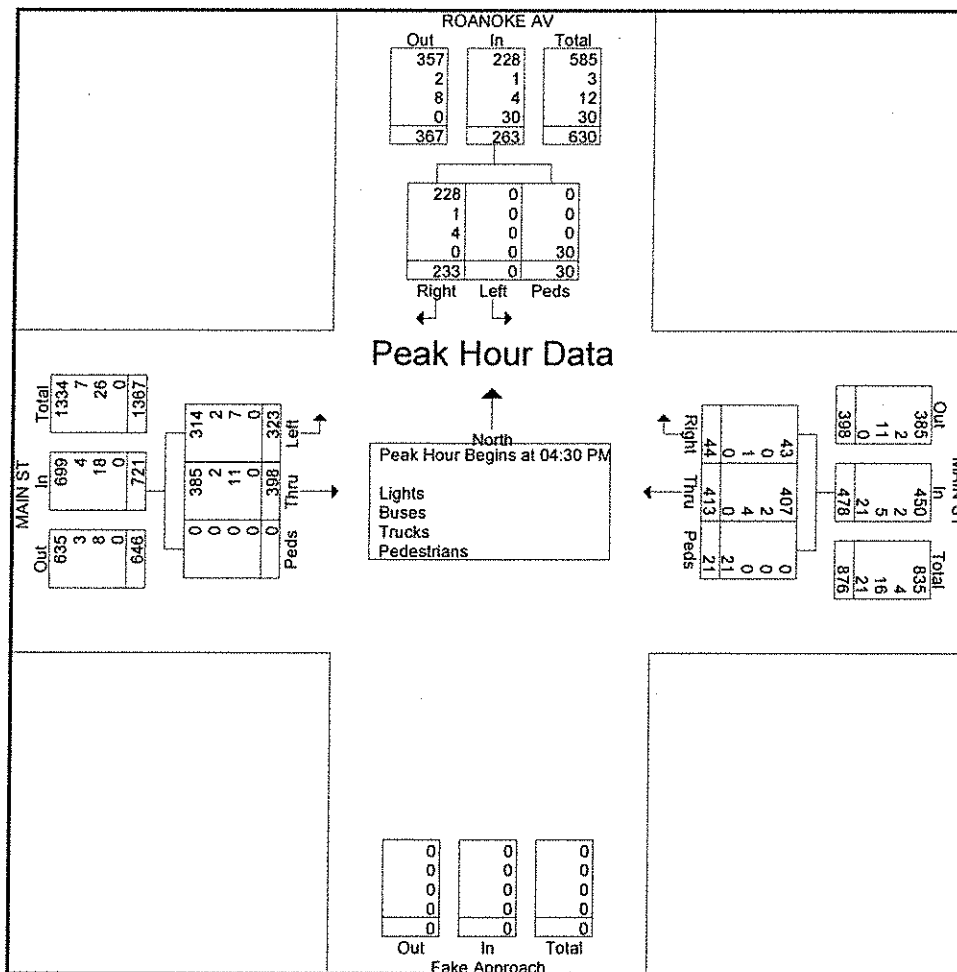 ROANOKE AV
Out In Total
357 228 585
2 1 3
8 4 12
0 30 30
367 263 630
228 0 0
1 0 0
4 0 0
0 0 30
233 0 30
Right Left Peds
Peak Hour Data
North
Peak Hour Begins at 04:30 PM
Lights
Buses
Trucks
Pedestrians
MAIN ST
Out In Total
635 699 1334
3 4 7
8 18 26
0 0 0
646 721 1367
314 385 0
2 2 0
7 11 0
0 0 0
323 398 0
Left Thru Peds
Out In Total
385 450 835
2 2 4
11 5 16
0 21 21
398 478 876
43 407 0
0 2 0
1 4 0
0 0 21
44 413 21
Right Thru Peds
0 0 0
0 0 0
0 0 0
0 0 0
0 0 0
Out In Total
Fake Approach